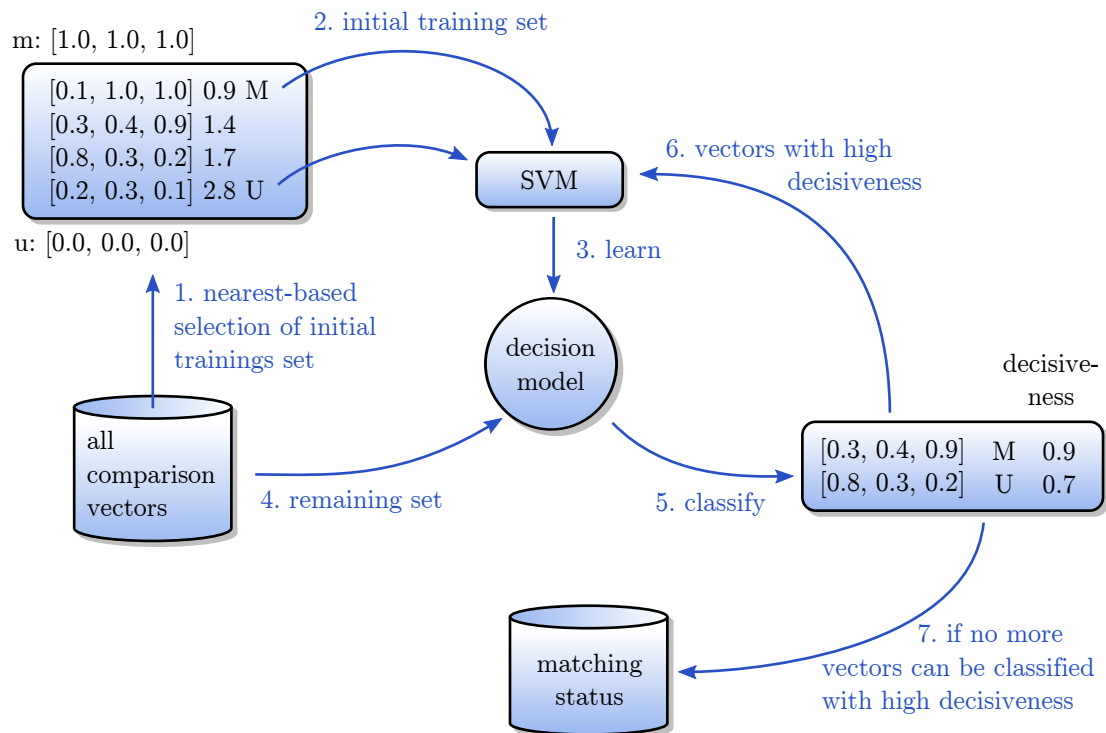 2. initial training set
m: [1.0, 1.0, 1.0]
[0.1, 1.0, 1.0] 0.9 M
[0.3, 0.4, 0.9] 1.4
[0.8, 0.3, 0.2] 1.7
[0.2, 0.3, 0.1] 2.8 U
u: [0.0, 0.0, 0.0]
SVM
6. vectors with high
decisiveness
3. learn
1. nearest-based
selection of initial
trainings set
decision
model
decisive-
ness
all
comparison
vectors
4. remaining set
5. classify
[0.3, 0.4, 0.9] M 0.9
[0.8, 0.3, 0.2] U 0.7
7. if no more
vectors can be classified
with high decisiveness
matching
status